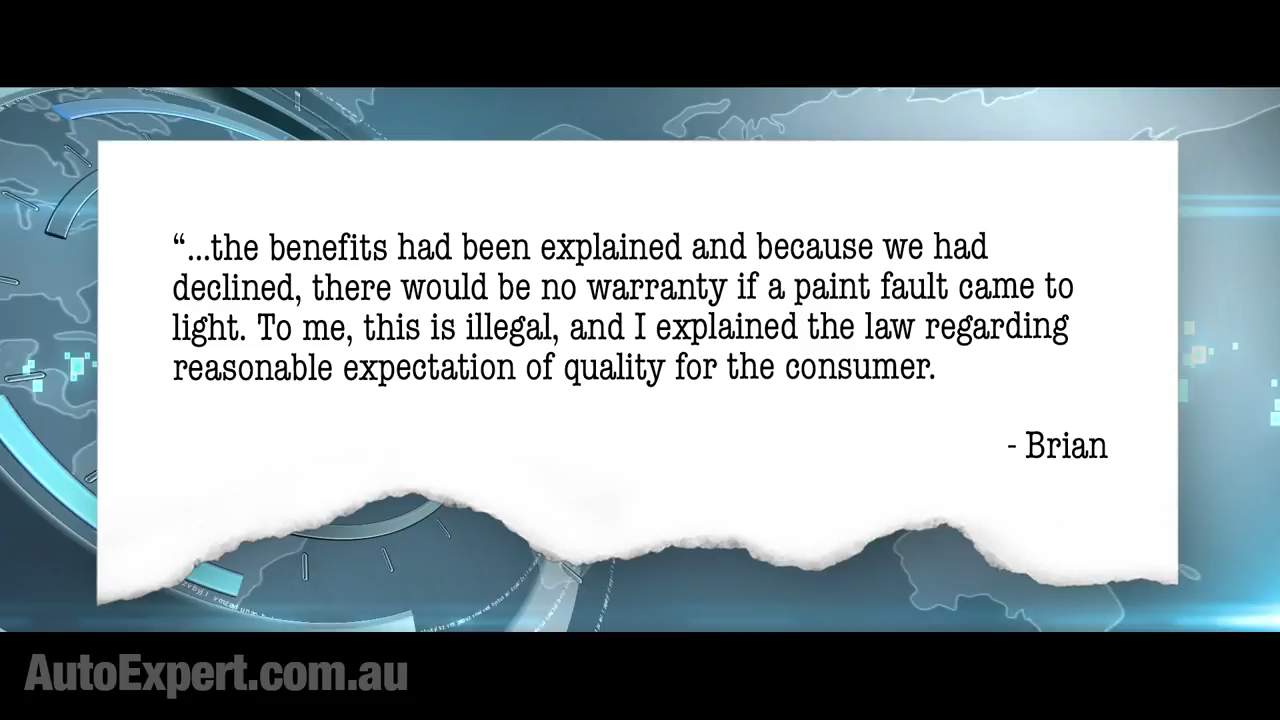 “...the benefits had been explained and because we had
declined, there would be no warranty if a paint fault came to
light. To me, this is illegal, and I explained the law regarding
reasonable expectation of quality for the consumer.
- Brian
AutoExpert.com.au